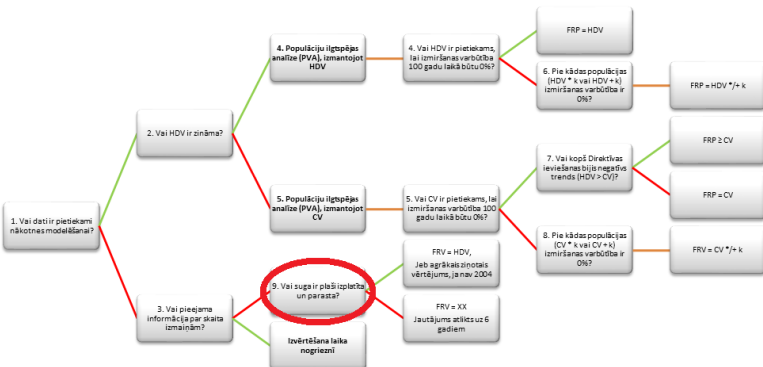 1. Vai dati ir pietiekami
nākotnes modelēšanai?
2. Vai HDV ir zināma?
3. Vai pieejama
informācija par skaita
izmaiņām?
4. Populāciju ilgtspējas
analīze (PVA), izmantojot
HDV
5. Populāciju ilgtspējas
analīze (PVA), izmantojot
CV
9. Vai suga ir plaši izplatīta
un parasta?
Izvērtēšana laika
nogrieznī
4. Vai HDV ir pietiekams,
lai izmiršanas varbūtība
100 gadu laikā būtu 0%?
5. Vai CV ir pietiekams, lai
izmiršanas varbūtība 100
gadu laikā būtu 0%?
FRV = HDV,
Jeb agrākais ziņotais
vērtējums, ja nav 2004
FRV = XX
Jautājums atlikts uz 6
gadiem
FRP = HDV
6. Pie kādas populācijas
(HDV * k vai HDV + k)
izmiršanas varbūtība ir
0%?
7. Vai kopš Direktīvas
ieviešanas bijis negatīvs
trends (HDV > CV)?
8. Pie kādas populācijas
(CV * k vai CV + k)
izmiršanas varbūtība ir
0%?
FRP = HDV */+ k
FRP ≥ CV
FRP = CV
FRV = CV */+ k